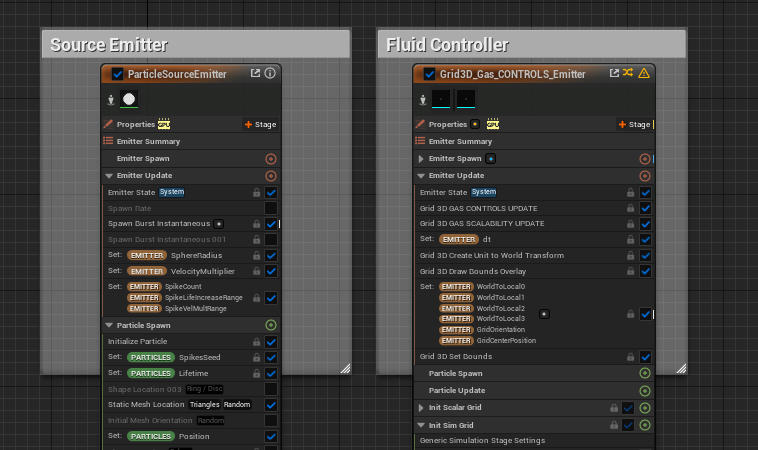 Source Emitter
ParticleSourceEmitter
Properties GPU + Stage
Emitter Summary
Emitter Spawn
Emitter Update
Emitter State System
Spawn Rate
Spawn Burst Instantaneous
Spawn Burst Instantaneous 001
Set: EMITTER SphereRadius
Set: EMITTER VelocityMultiplier
Set: EMITTER SpikeCount
EMITTER SpikeLifeIncreaseRange
EMITTER SpikeVelMultRange
Particle Spawn
Initialize Particle
Set: PARTICLES SpikesSeed
Set: PARTICLES Lifetime
Shape Location 003 Ring / Disc
Static Mesh Location Triangles Random
Initial Mesh Orientation Random
Set: PARTICLES Position
Fluid Controller
Grid3D_Gas_CONTROLS_Emitter
Properties GPU + Stage
Emitter Summary
Emitter Spawn
Emitter Update
Emitter State System
Grid 3D GAS CONTROLS UPDATE
Grid 3D GAS SCALABILITY UPDATE
Set: EMITTER dt
Grid 3D Create Unit to World Transform
Grid 3D Draw Bounds Overlay
Set: EMITTER WorldToLocal0
EMITTER WorldToLocal1
EMITTER WorldToLocal2
EMITTER WorldToLocal3
EMITTER GridOrientation
EMITTER GridCenterPosition
Grid 3D Set Bounds
Particle Spawn
Particle Update
Init Scalar Grid
Init Sim Grid
Generic Simulation Stage Settings